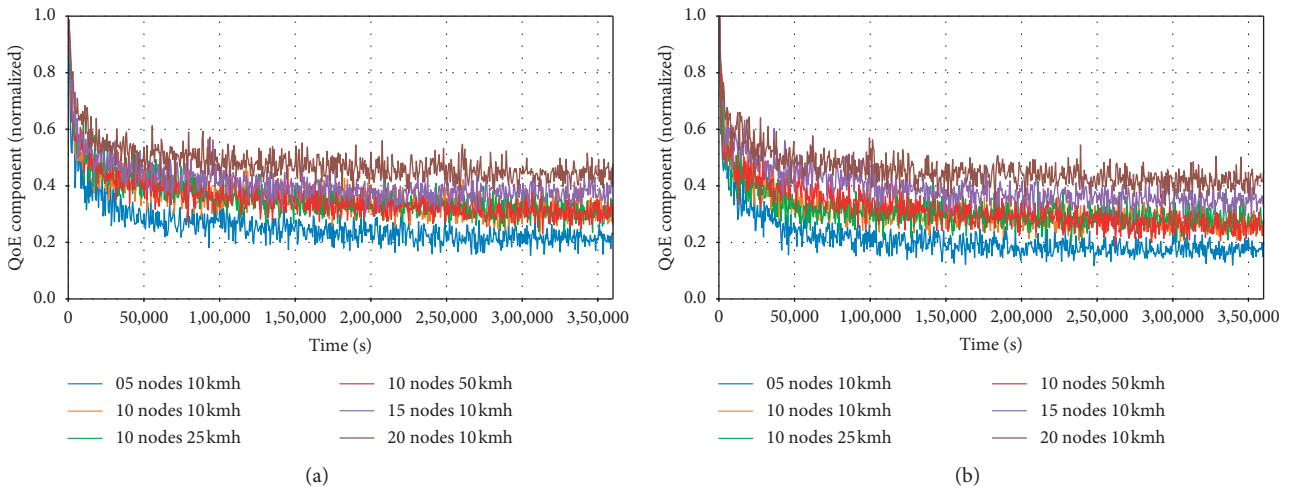 QoE component (normalized)
1.0
0.8
0.6
0.4
0.2
0.0
0 50,000 1,00,000 1,50,000 2,00,000 2,50,000 3,00,000 3,50,000
Time (s)
05 nodes 10 kmh 10 nodes 50 kmh
10 nodes 10 kmh 15 nodes 10 kmh
10 nodes 25 kmh 20 nodes 10 kmh
(a)
QoE component (normalized)
1.0
0.8
0.6
0.4
0.2
0.0
0 50,000 1,00,000 1,50,000 2,00,000 2,50,000 3,00,000 3,50,000
Time (s)
05 nodes 10 kmh 10 nodes 50 kmh
10 nodes 10 kmh 15 nodes 10 kmh
10 nodes 25 kmh 20 nodes 10 kmh
(b)